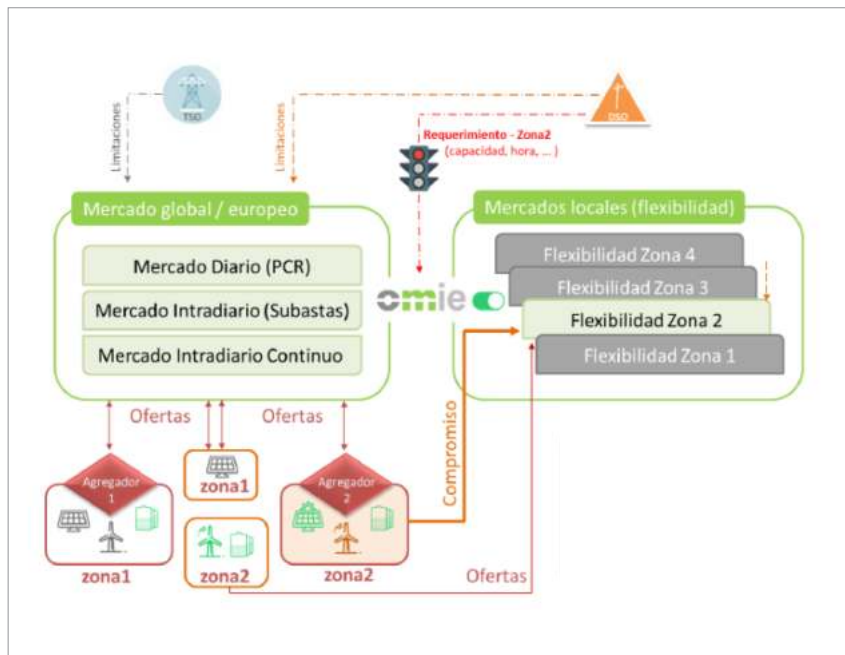 TSO
DSO
Limitaciones
Limitaciones
Requerimiento - Zona2
(capacidad, hora, ... )
Mercado global / europeo
Mercado Diario (PCR)
Mercado Intradiario (Subastas)
Mercado Intradiario Continuo
omie
Mercados locales (flexibilidad)
Flexibilidad Zona 4
Flexibilidad Zona 3
Flexibilidad Zona 2
Flexibilidad Zona 1
Ofertas
Ofertas
Compromiso
Agregador
1
zona1
zona1
zona2
Agregador
2
zona2
Ofertas